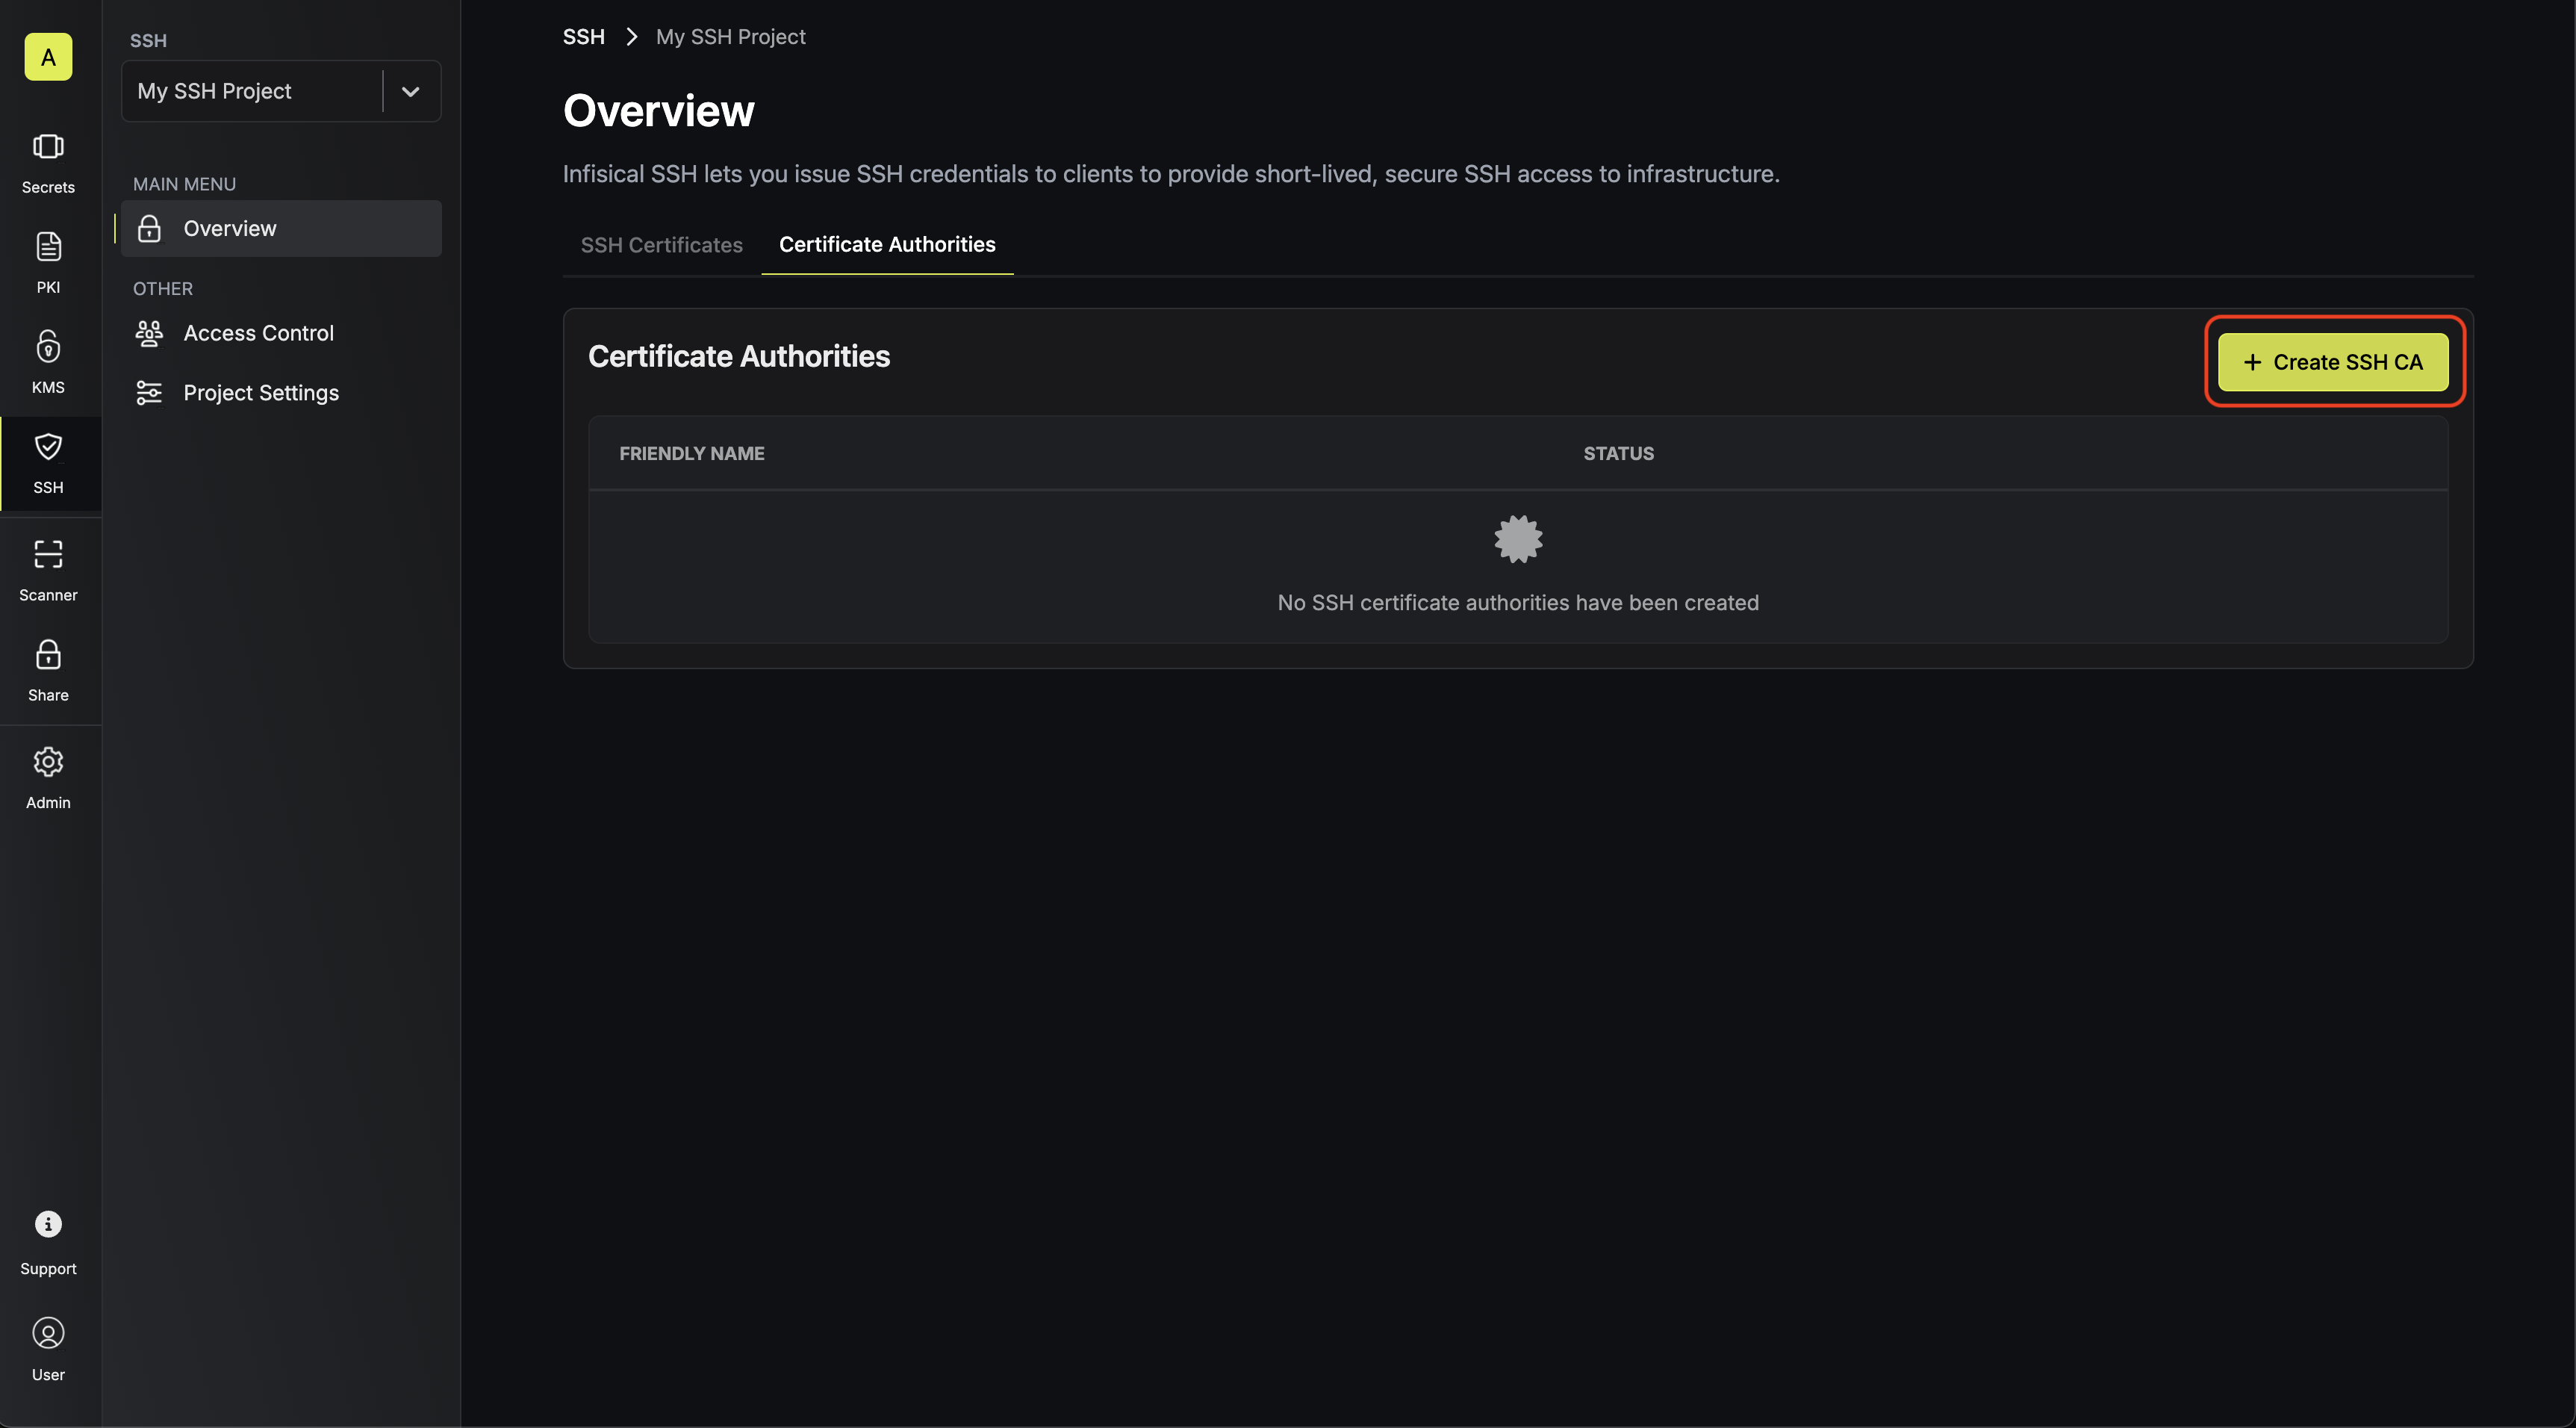 A
Secrets
PKI
KMS
SSH
Scanner
Share
Admin
Support
User
SSH
My SSH Project
MAIN MENU
Overview
OTHER
Access Control
Project Settings
SSH > My SSH Project
Overview
Infisical SSH lets you issue SSH credentials to clients to provide short-lived, secure SSH access to infrastructure.
SSH Certificates Certificate Authorities
Certificate Authorities
+ Create SSH CA
FRIENDLY NAME STATUS
No SSH certificate authorities have been created